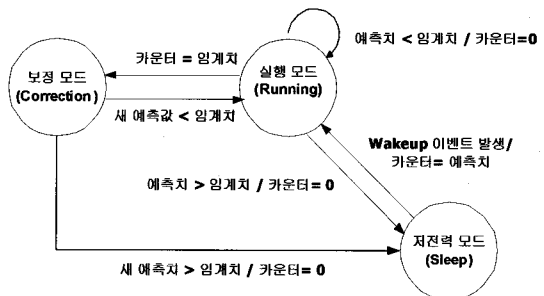 예측치 < 임계치 / 카운터=0
카운터 = 임계치
실행 모드
(Running)
보정 모드
(Correction)
새 예측값 < 임계치
Wakeup 이벤트 발생/
카운터= 예측치
예측치 > 임계치 / 카운터= 0
저전력 모드
(Sleep)
새 예측치 > 임계치 / 카운터= 0